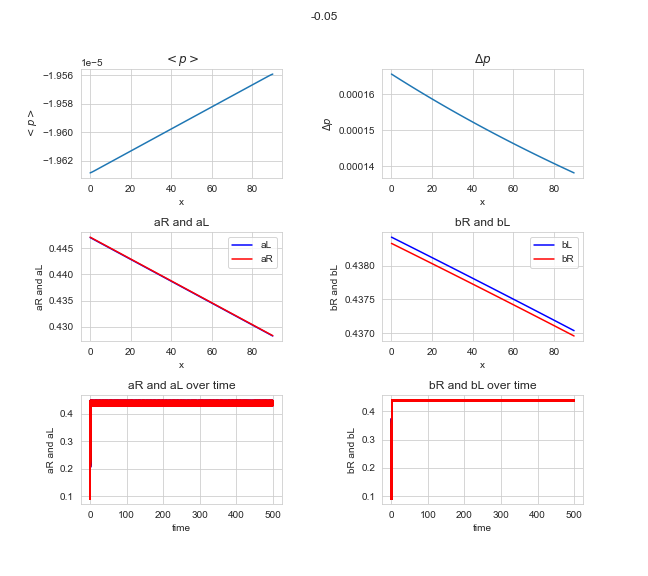 -0.05
< p >
1e−5
−1.956
−1.958
−1.960
−1.962
< p >
0 20 40 60 80
x
Δp
0.00016
0.00015
0.00014
Δp
0 20 40 60 80
x
aR and aL
0.445
0.440
0.435
0.430
aR and aL
aL
aR
0 20 40 60 80
x
bR and bL
0.4380
0.4375
0.4370
bR and bL
bL
bR
0 20 40 60 80
x
aR and aL over time
0.4
0.3
0.2
0.1
aR and aL
0 100 200 300 400 500
time
bR and bL over time
0.4
0.3
0.2
0.1
bR and bL
0 100 200 300 400 500
time